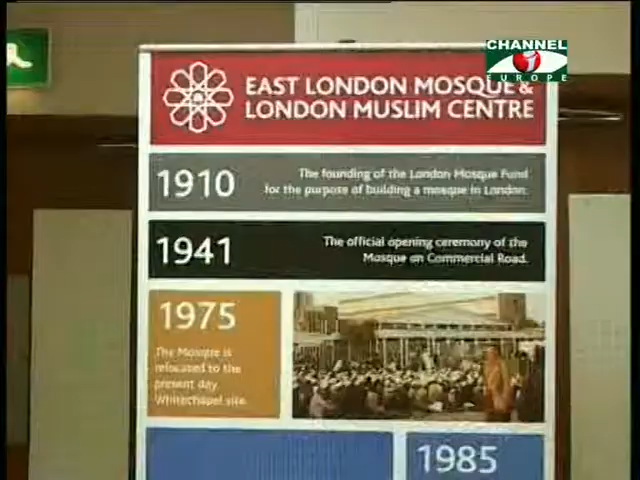 CHANNEL
i
EUROPE
EAST LONDON MOSQUE &
LONDON MUSLIM CENTRE
1910
The founding of the London Mosque Fund
for the purpose of building a mosque in London.
1941
The official opening ceremony of the
Mosque on Commercial Road.
1975
The Mosque is
relocated to the
present day
Whitechapel site.
1985